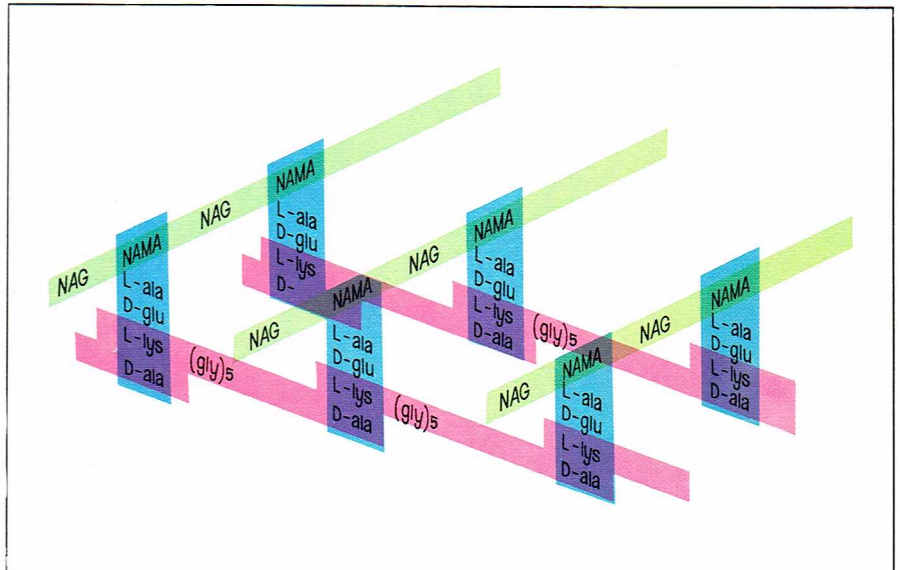 NAMA
L-ala
D-glu
L-lys
D-
NAG
NAMA
L-ala
D-glu
L-lys
D-ala
NAG
NAMA
L-ala
D-glu
L-lys
D-ala
NAG
(gly)5
NAMA
L-ala
D-glu
L-lys
D-ala
NAG
(gly)5
NAMA
L-ala
D-glu
L-lys
D-ala
NAG
(gly)5
NAMA
L-ala
D-glu
L-lys
D-ala
NAG